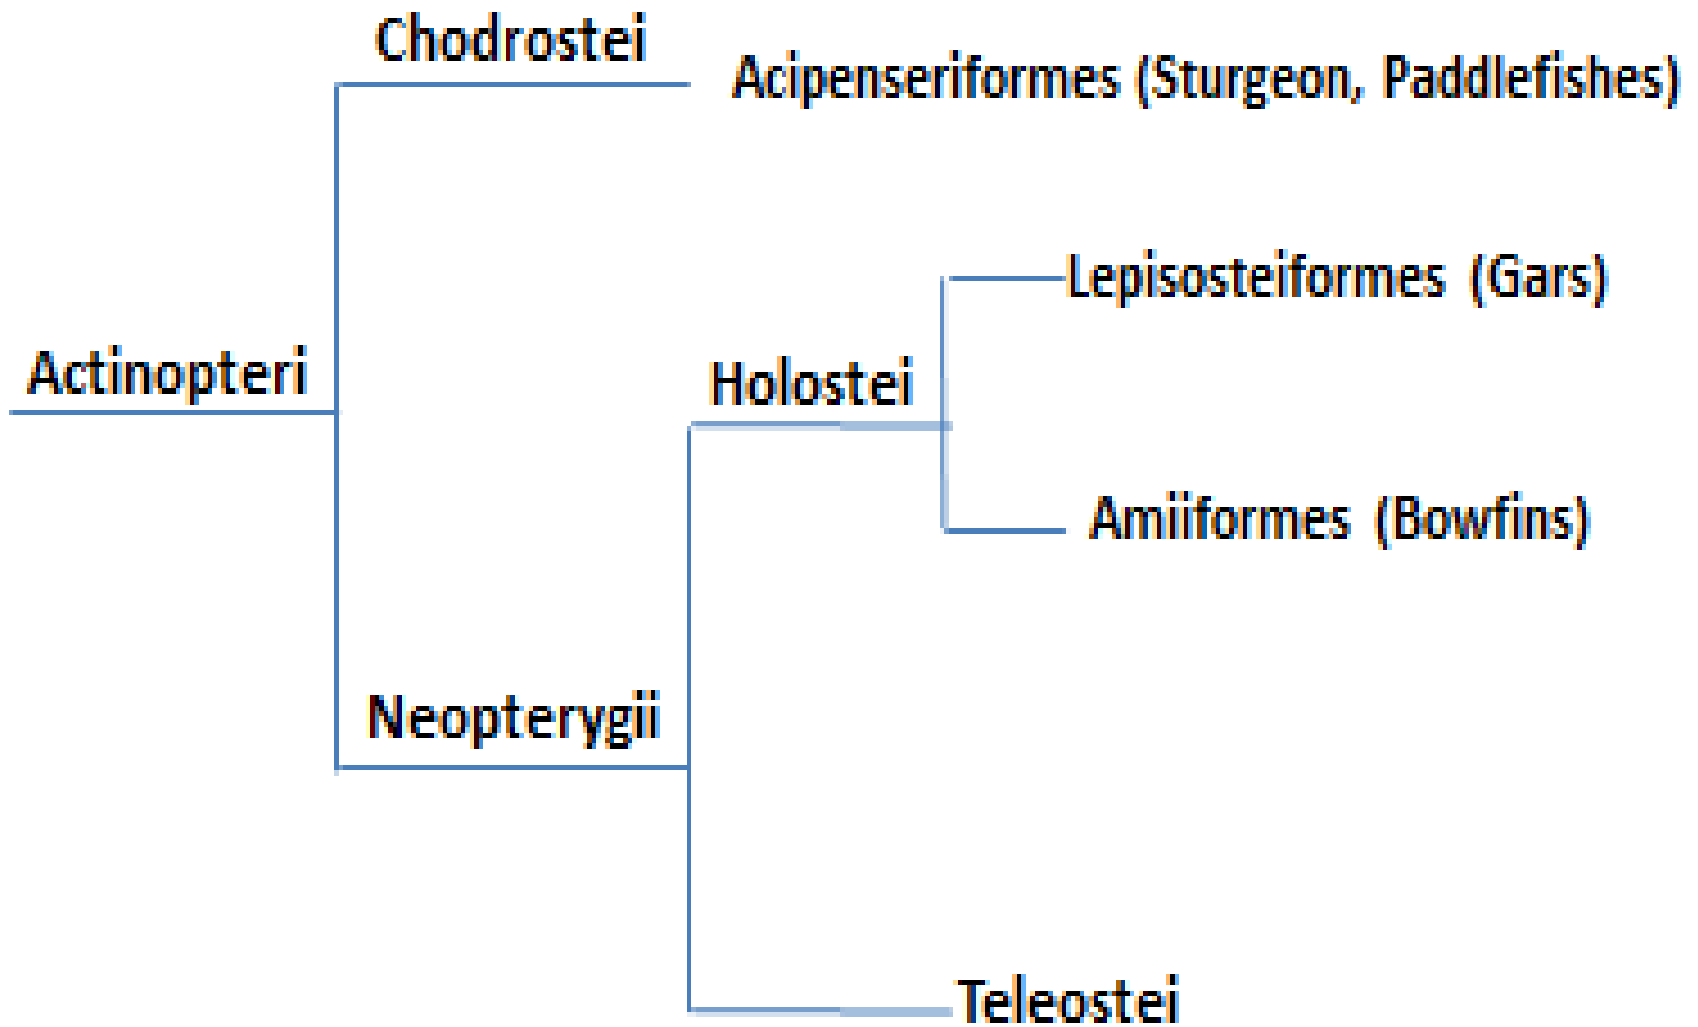 Chodrostei
Acipenseriformes (Sturgeon, Paddlefishes)
Lepisosteiformes (Gars)
Actinopteri
Holostei
Amiiformes (Bowfins)
Neopterygii
Teleostei